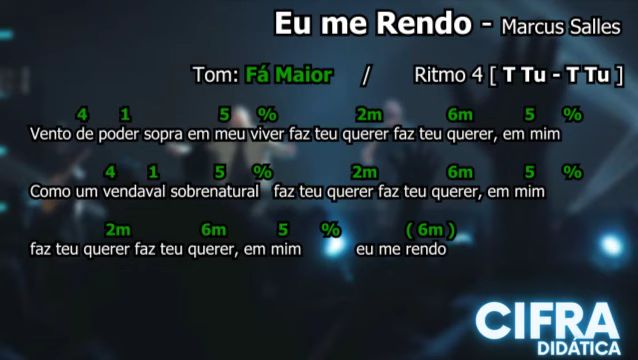 Eu me Rendo - Marcus Salles
Tom: Fá Maior / Ritmo 4 [ T Tu - T Tu ]
4 1 5 % 2m 6m 5 %
Vento de poder sopra em meu viver faz teu querer faz teu querer, em mim
4 1 5 % 2m 6m 5 %
Como um vendaval sobrenatural faz teu querer faz teu querer, em mim
2m 6m 5 % ( 6m )
faz teu querer faz teu querer, em mim eu me rendo
CIFRA
DIDÁTICA